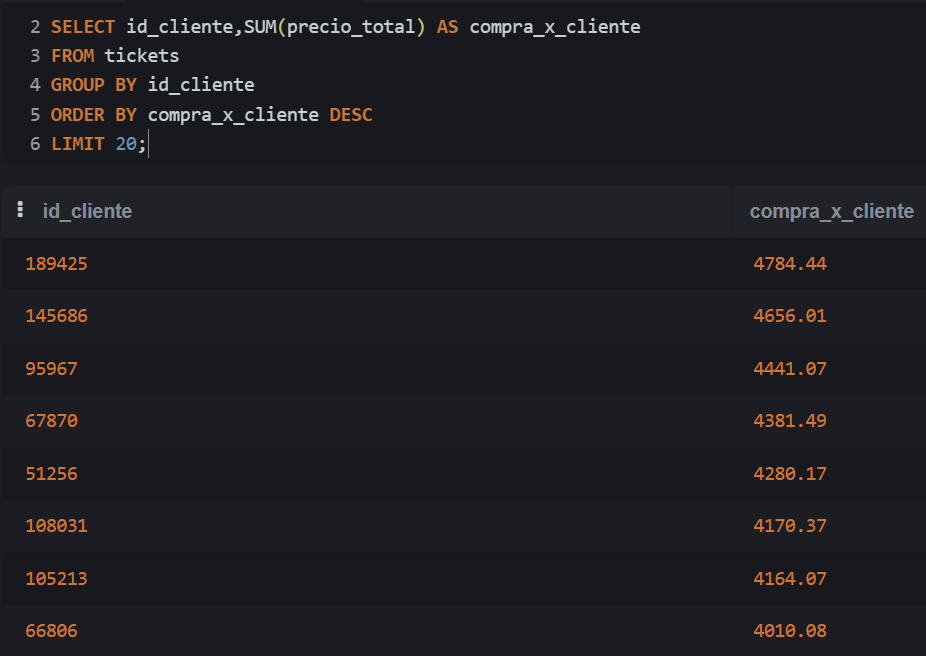 2 SELECT id_cliente,SUM(precio_total) AS compra_x_cliente
3 FROM tickets
4 GROUP BY id_cliente
5 ORDER BY compra_x_cliente DESC
6 LIMIT 20;
id_cliente compra_x_cliente
189425 4784.44
145686 4656.01
95967 4441.07
67870 4381.49
51256 4280.17
108031 4170.37
105213 4164.07
66806 4010.08